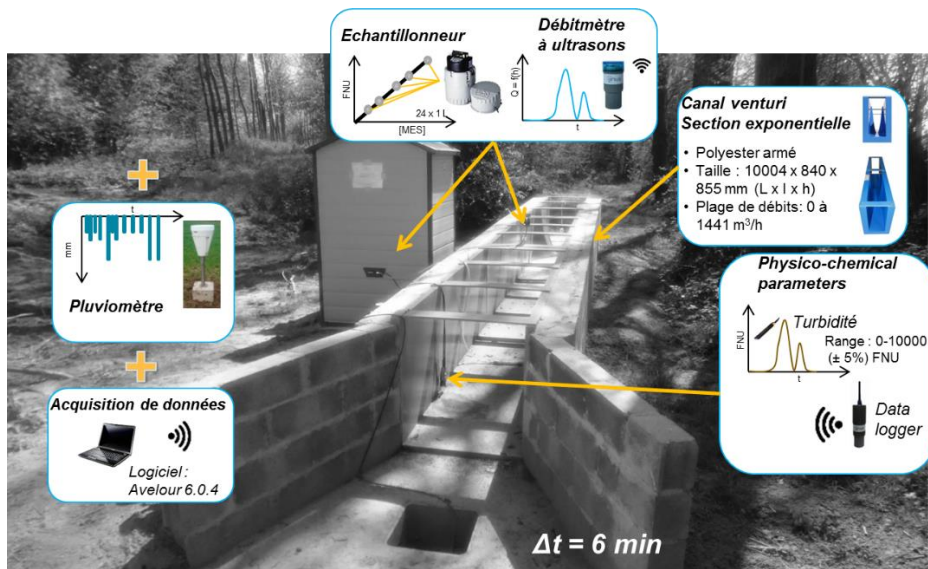 Echantillonneur
FNU
24 x 1 l
[MES]
Débitmètre
à ultrasons
Q = f(h)
t
Canal venturi
Section exponentielle
• Polyester armé
• Taille : 10004 x 840 x
855 mm (L x l x h)
• Plage de débits: 0 à
1441 m³/h
t
mm
Pluviomètre
Physico-chemical
parameters
Turbidité
Range : 0-10000
(± 5%) FNU
FNU
t
Data
logger
Acquisition de données
Logiciel :
Avelour 6.0.4
Δt = 6 min